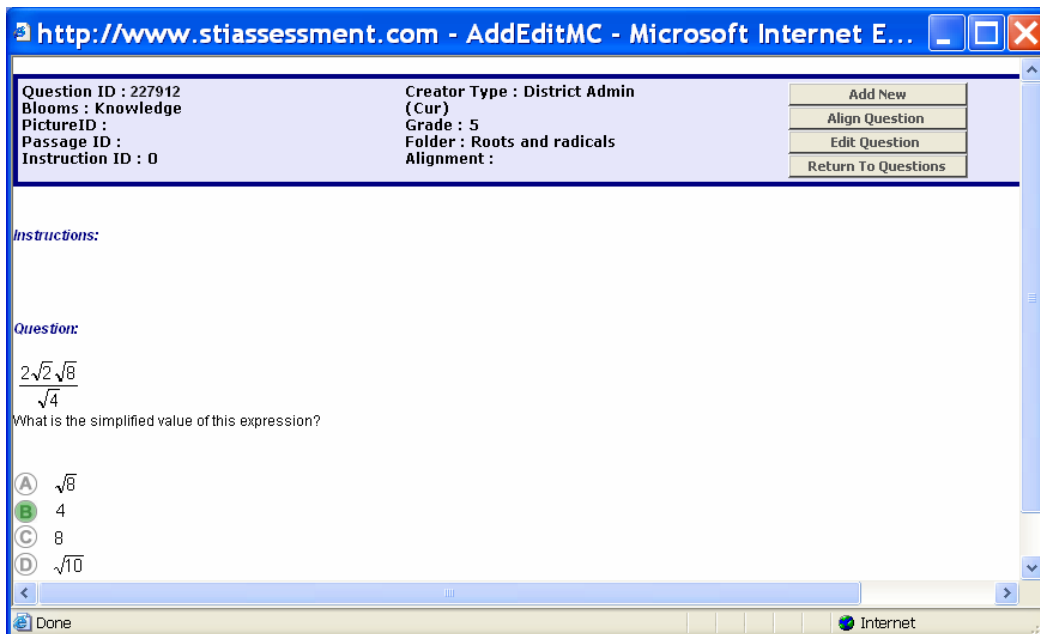 http://www.stiassessment.com - AddEditMC - Microsoft Internet E...
Question ID : 227912
Blooms : Knowledge
PictureID :
Passage ID :
Instruction ID : 0
Creator Type : District Admin
(Cur)
Grade : 5
Folder : Roots and radicals
Alignment :
Add New
Align Question
Edit Question
Return To Questions
Instructions:
Question:
2√2√8
√4
What is the simplified value of this expression?
A √8
B 4
C 8
D √10
Done
Internet